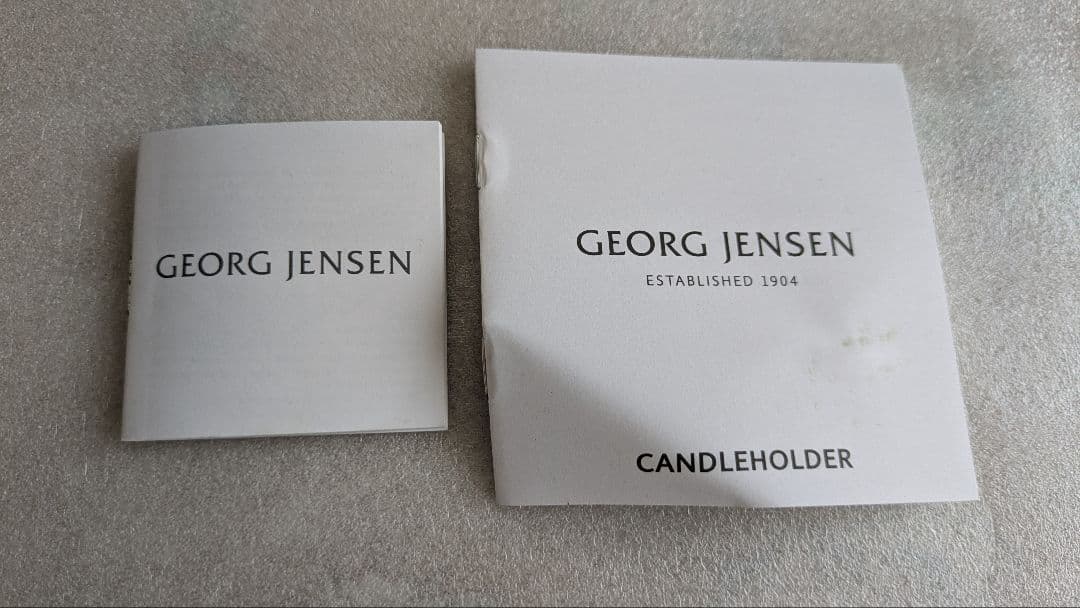 GEORG JENSEN
GEORG JENSEN
ESTABLISHED 1904
CANDLEHOLDER